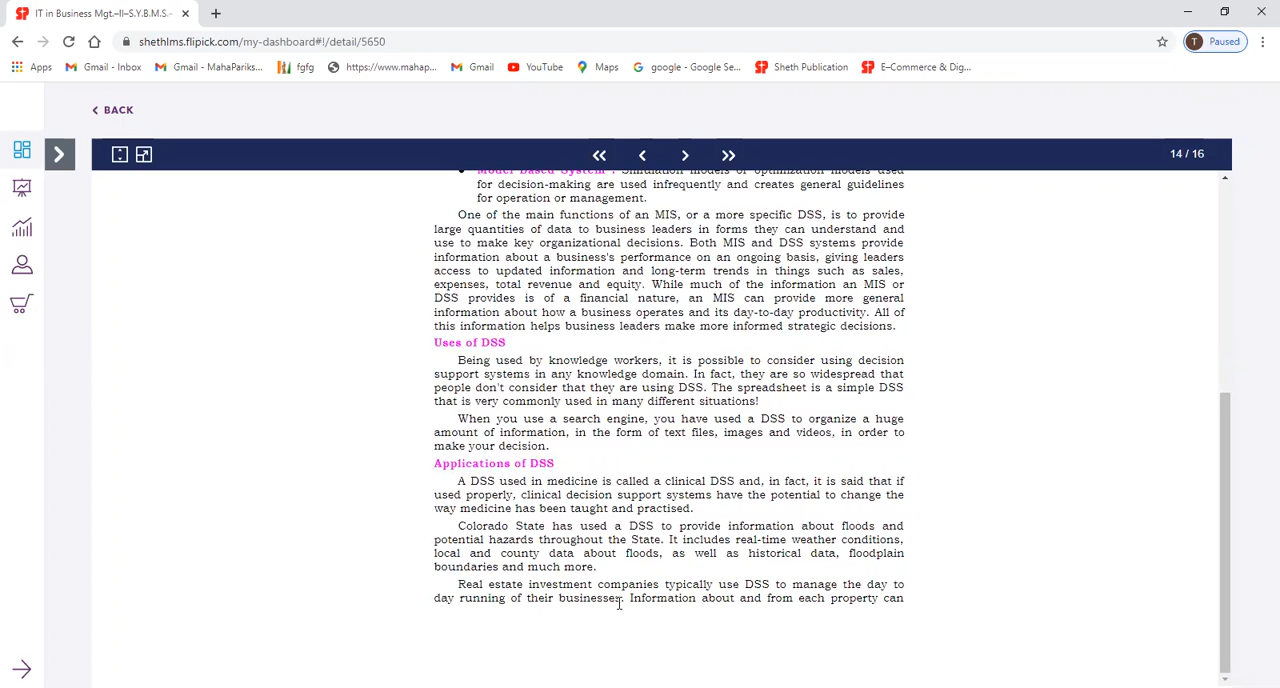 IT in Business Mgt.–II–S.Y.B.M.S.-
shethlms.flipick.com/my-dashboard#!/detail/5650
T Paused
Apps Gmail - Inbox Gmail - MahaPariks... fgfg https://www.mahap... Gmail YouTube Maps google - Google Se... Sheth Publication E–Commerce & Dig...
BACK
14 / 16
• Model Based System : Simulation models or optimization models used
for decision-making are used infrequently and creates general guidelines
for operation or management.
One of the main functions of an MIS, or a more specific DSS, is to provide
large quantities of data to business leaders in forms they can understand and
use to make key organizational decisions. Both MIS and DSS systems provide
information about a business's performance on an ongoing basis, giving leaders
access to updated information and long-term trends in things such as sales,
expenses, total revenue and equity. While much of the information an MIS or
DSS provides is of a financial nature, an MIS can provide more general
information about how a business operates and its day-to-day productivity. All of
this information helps business leaders make more informed strategic decisions.
Uses of DSS
Being used by knowledge workers, it is possible to consider using decision
support systems in any knowledge domain. In fact, they are so widespread that
people don't consider that they are using DSS. The spreadsheet is a simple DSS
that is very commonly used in many different situations!
When you use a search engine, you have used a DSS to organize a huge
amount of information, in the form of text files, images and videos, in order to
make your decision.
Applications of DSS
A DSS used in medicine is called a clinical DSS and, in fact, it is said that if
used properly, clinical decision support systems have the potential to change the
way medicine has been taught and practised.
Colorado State has used a DSS to provide information about floods and
potential hazards throughout the State. It includes real-time weather conditions,
local and county data about floods, as well as historical data, floodplain
boundaries and much more.
Real estate investment companies typically use DSS to manage the day to
day running of their businesses. Information about and from each property can